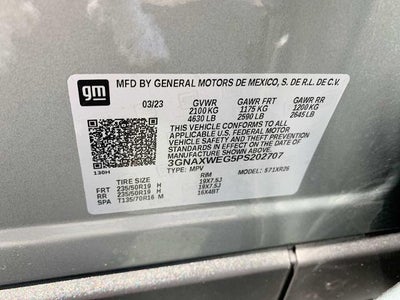 gm
MFD BY GENERAL MOTORS DE MEXICO, S. DE R.L. DE C.V.
03/23 GVWR GAWR FRT GAWR RR
2100 KG 1175 KG 1200 KG
4630 LB 2590 LB 2645 LB
THIS VEHICLE CONFORMS TO ALL
APPLICABLE U.S. FEDERAL MOTOR
VEHICLE SAFETY AND THEFT PREVENTION
STANDARDS IN EFFECT ON THE DATE OF
MANUFACTURE SHOWN ABOVE.
3GNAXWEG5PS202707
130H TYPE: MPV MODEL: S71XR26
TIRE SIZE RIM
FRT 235/50R19 H 19X7.5J
RR 235/50R19 H 19X7.5J
SPA T135/70R16 M 16X4BT